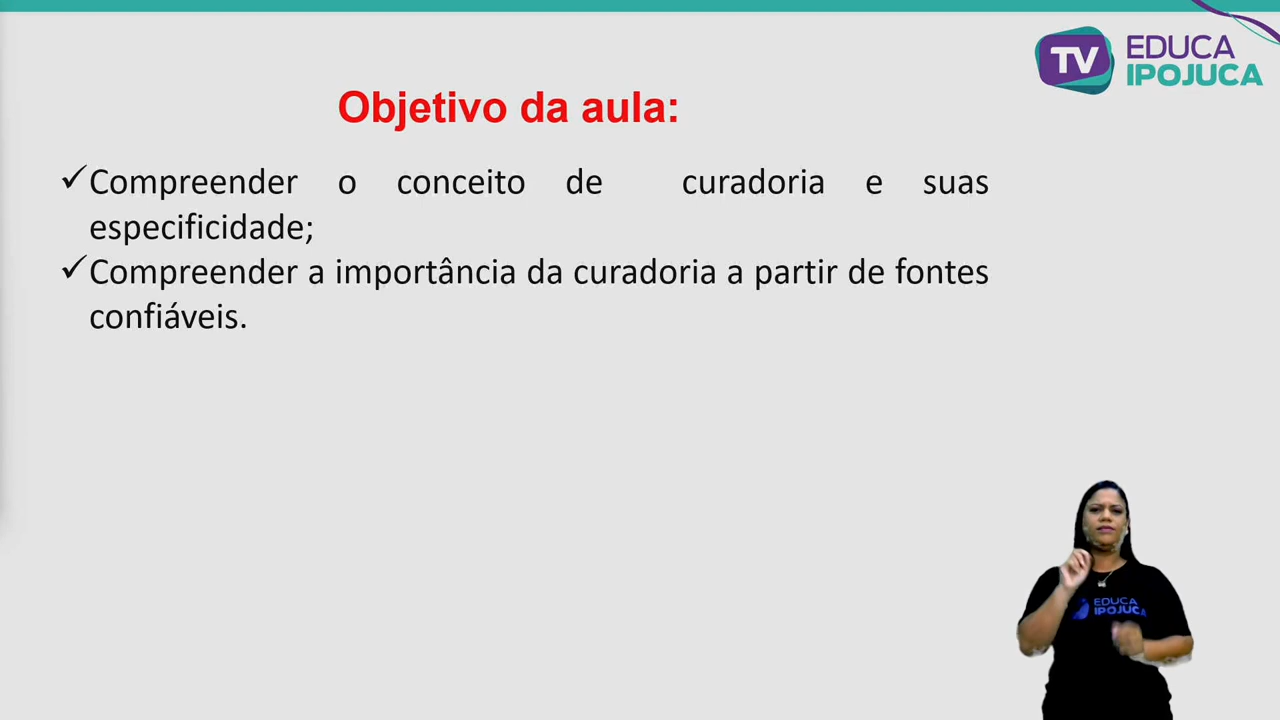 TV EDUCA
IPOJUCA
Objetivo da aula:
✓Compreender o conceito de curadoria e suas
especificidade;
✓Compreender a importância da curadoria a partir de fontes
confiáveis.
EDUCA
IPOJUCA